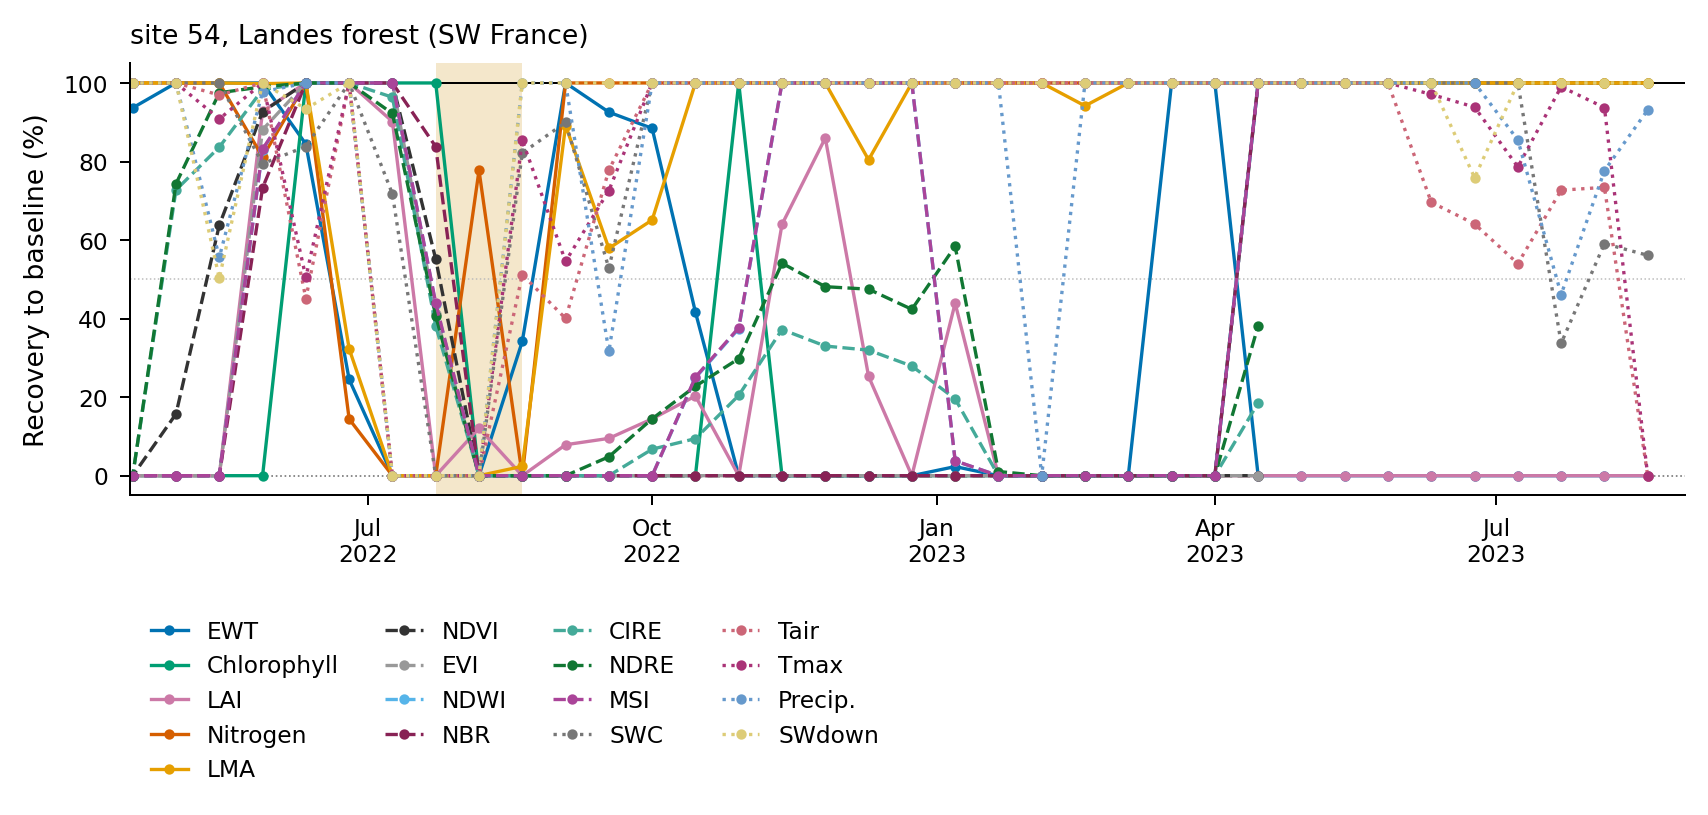 site 54, Landes forest (SW France)
Recovery to baseline (%)
100
80
60
40
20
0
Jul
2022
Oct
2022
Jan
2023
Apr
2023
Jul
2023
EWT
Chlorophyll
LAI
Nitrogen
LMA
NDVI
EVI
NDWI
NBR
CIRE
NDRE
MSI
SWC
Tair
Tmax
Precip.
SWdown